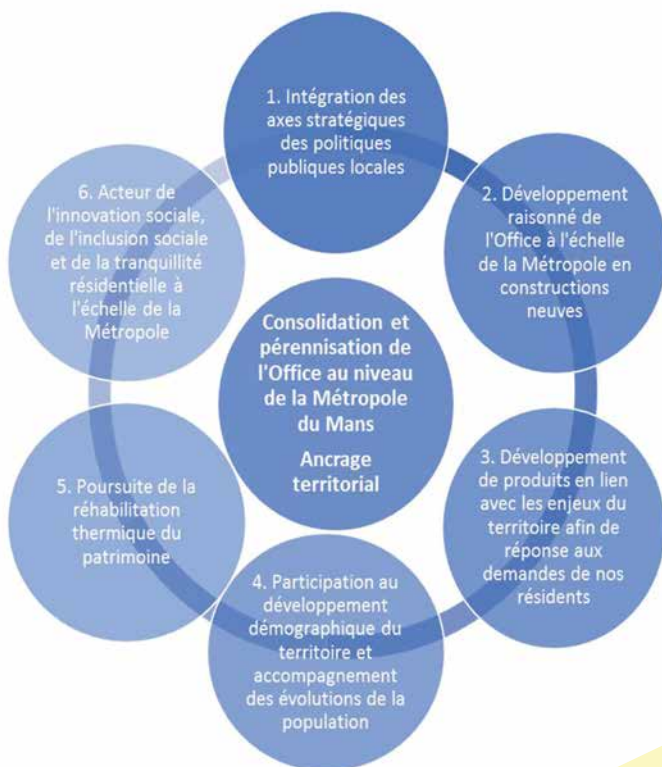 1. Intégration des
axes stratégiques
des politiques
publiques locales
2. Développement
raisonné de
l'Office à l'échelle
de la Métropole en
constructions
neuves
3. Développement
de produits en lien
avec les enjeux du
territoire afin de
réponse aux
demandes de nos
résidents
4. Participation au
développement
démographique du
territoire et
accompagnement
des évolutions de la
population
5. Poursuite de la
réhabilitation
thermique du
patrimoine
6. Acteur de
l'innovation sociale,
de l'inclusion sociale
et de la tranquillité
résidentielle à
l'échelle de la
Métropole
Consolidation et
pérennisation de
l'Office au niveau
de la Métropole
du Mans
Ancrage
territorial